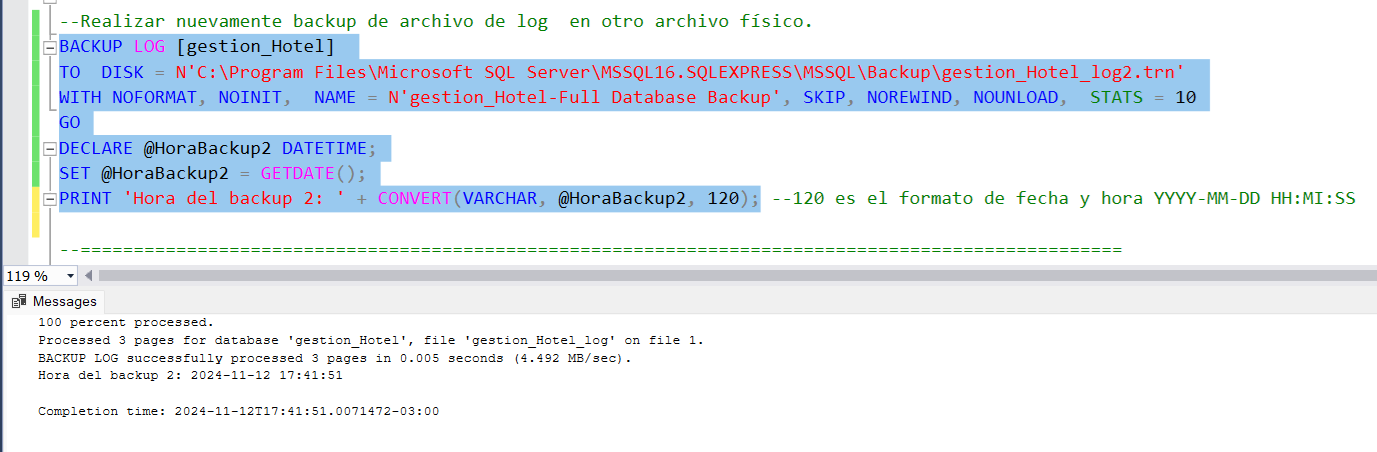 --Realizar nuevamente backup de archivo de log  en otro archivo físico.
BACKUP LOG [gestion_Hotel]
TO  DISK = N'C:\Program Files\Microsoft SQL Server\MSSQL16.SQLEXPRESS\MSSQL\Backup\gestion_Hotel_log2.trn'
WITH NOFORMAT, NOINIT,  NAME = N'gestion_Hotel-Full Database Backup', SKIP, NOREWIND, NOUNLOAD,  STATS = 10
GO
DECLARE @HoraBackup2 DATETIME;
SET @HoraBackup2 = GETDATE();
PRINT 'Hora del backup 2: ' + CONVERT(VARCHAR, @HoraBackup2, 120); --120 es el formato de fecha y hora YYYY-MM-DD HH:MI:SS
--==================================================================================================
119 %
Messages
100 percent processed.
Processed 3 pages for database 'gestion_Hotel', file 'gestion_Hotel_log' on file 1.
BACKUP LOG successfully processed 3 pages in 0.005 seconds (4.492 MB/sec).
Hora del backup 2: 2024-11-12 17:41:51
Completion time: 2024-11-12T17:41:51.0071472-03:00